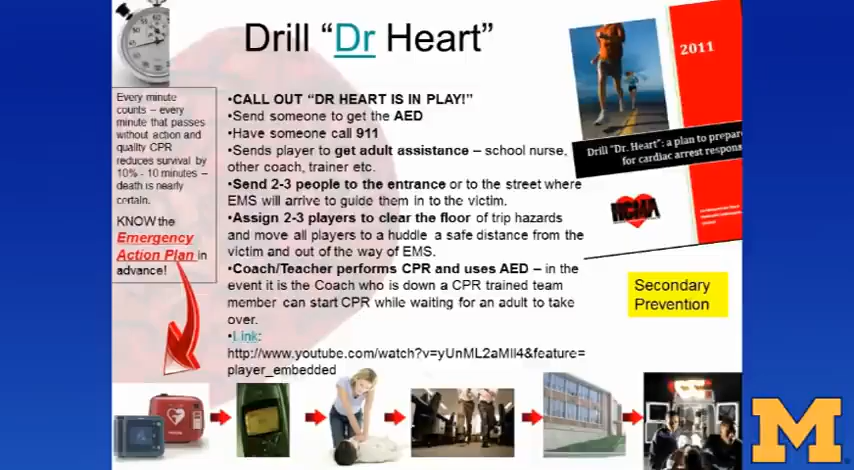 Drill “Dr Heart”
Every minute
counts – every
minute that passes
without action and
quality CPR
reduces survival by
10% - 10 minutes –
death is nearly
certain.
KNOW the
Emergency
Action Plan in
advance!
•CALL OUT “DR HEART IS IN PLAY!”
•Send someone to get the AED
•Have someone call 911
•Sends player to get adult assistance – school nurse,
other coach, trainer etc.
•Send 2-3 people to the entrance or to the street where
EMS will arrive to guide them in to the victim.
•Assign 2-3 players to clear the floor of trip hazards
and move all players to a huddle a safe distance from the
victim and out of the way of EMS.
•Coach/Teacher performs CPR and uses AED – in the
event it is the Coach who is down a CPR trained team
member can start CPR while waiting for an adult to take
over.
•Link:
http://www.youtube.com/watch?v=yUnML2aMlI4&feature=
player_embedded
2011
Drill "Dr. Heart": a plan to prepar
for cardiac arrest respons
HCMA
Secondary
Prevention
M